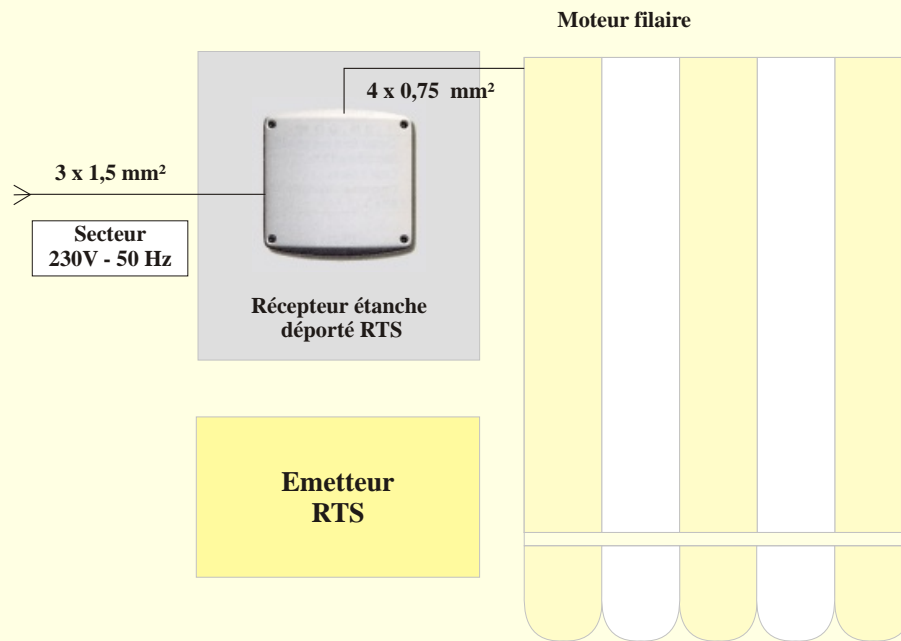 Moteur filaire
4 x 0,75 mm²
3 x 1,5 mm²
Secteur
230V - 50 Hz
Récepteur étanche
déporté RTS
Emetteur
RTS